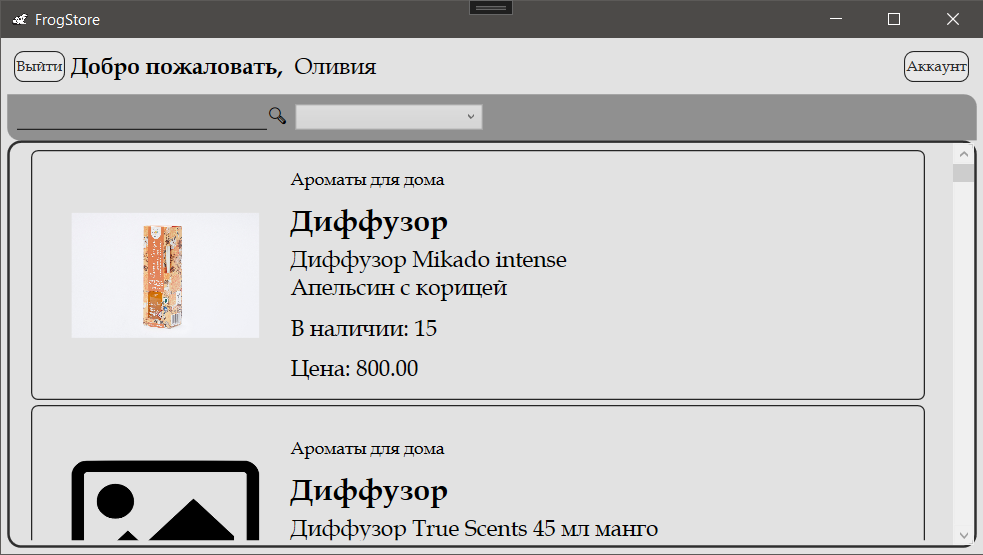 FrogStore
Выйти Добро пожаловать, Оливия Аккаунт
Ароматы для дома
Диффузор
Диффузор Mikado intense
Апельсин с корицей
В наличии: 15
Цена: 800.00
Ароматы для дома
Диффузор
Диффузор True Scents 45 мл манго